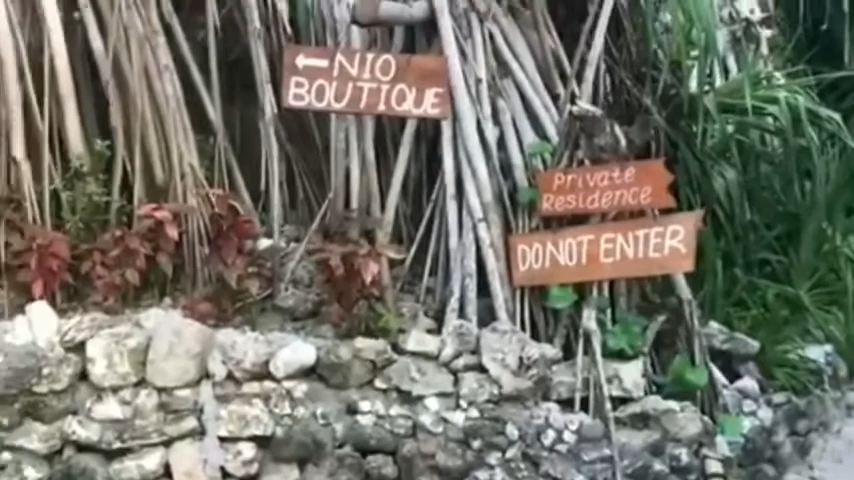 ← NIO
BOUTIQUE
Private
Residence
DO NOT ENTER